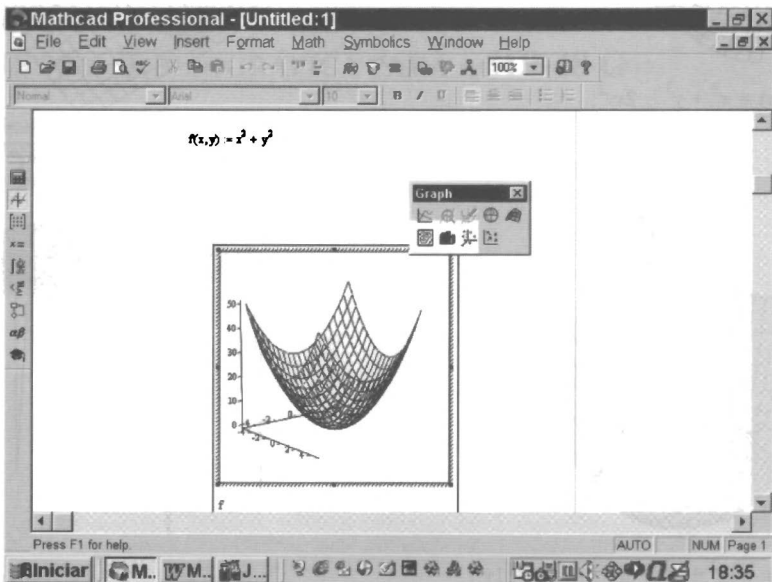 Mathcad Professional - [Untitled:1]
File Edit View Insert Format Math Symbolics Window Help
100%
Normal Arial 10 B I U
f(x,y) := x² + y²
Graph
50
40
30
20
10
0
f
Press F1 for help. AUTO NUM Page 1
Iniciar M.. M.. J... 18:35